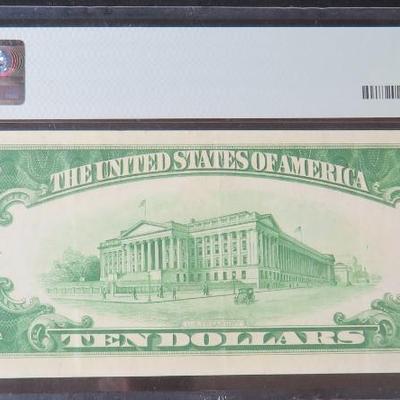 THE UNITED STATES OF AMERICA
TEN DOLLARS